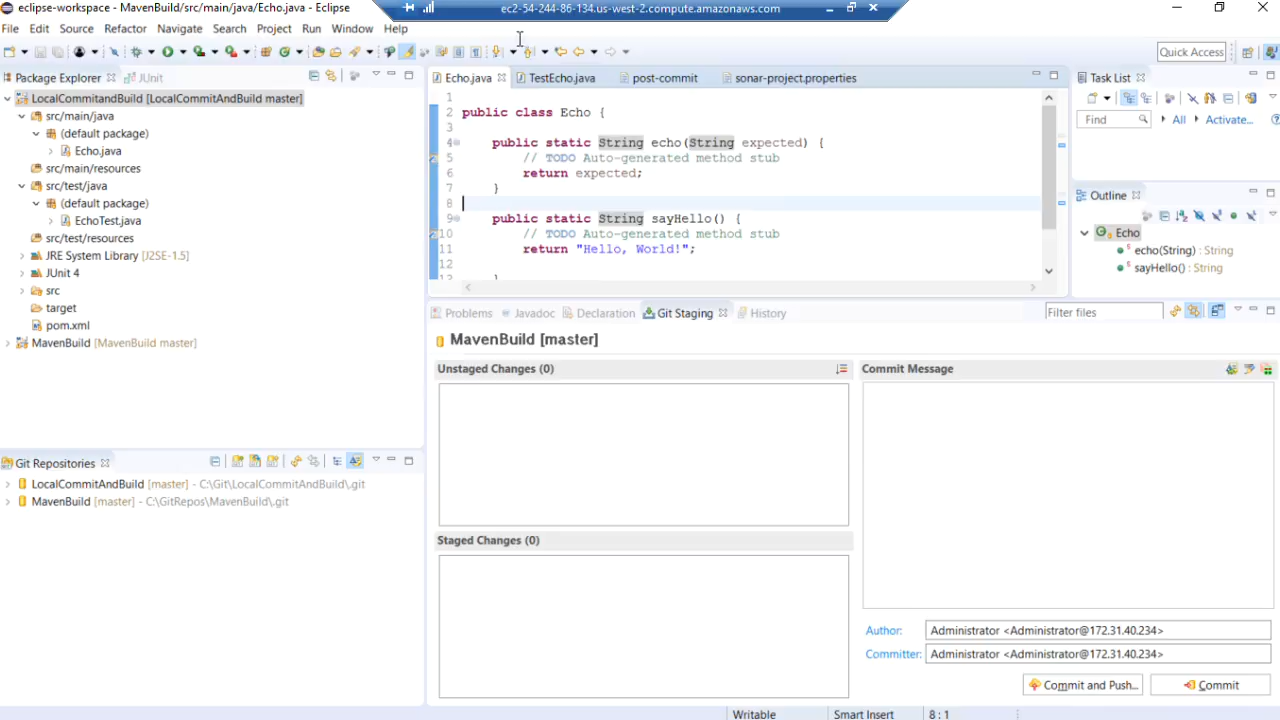 eclipse-workspace - MavenBuild/src/main/java/Echo.java - Eclipse
ec2-54-244-86-134.us-west-2.compute.amazonaws.com
File Edit Source Refactor Navigate Search Project Run Window Help
Quick Access
Package Explorer JUnit
LocalCommitandBuild [LocalCommitAndBuild master]
src/main/java
(default package)
Echo.java
src/main/resources
src/test/java
(default package)
EchoTest.java
src/test/resources
JRE System Library [J2SE-1.5]
JUnit 4
src
target
pom.xml
MavenBuild [MavenBuild master]
Git Repositories
LocalCommitAndBuild [master] - C:\Git\LocalCommitAndBuild\.git
MavenBuild [master] - C:\GitRepos\MavenBuild\.git
Echo.java TestEcho.java post-commit sonar-project.properties
1
2 public class Echo {
3
4 public static String echo(String expected) {
5 // TODO Auto-generated method stub
6 return expected;
7 }
8
9 public static String sayHello() {
10 // TODO Auto-generated method stub
11 return "Hello, World!";
12
13 }
Task List
Find All Activate...
Outline
Echo
echo(String) : String
sayHello() : String
Problems Javadoc Declaration Git Staging History
Filter files
MavenBuild [master]
Unstaged Changes (0)
Staged Changes (0)
Commit Message
Author: Administrator <Administrator@172.31.40.234>
Committer: Administrator <Administrator@172.31.40.234>
Commit and Push... Commit
Writable Smart Insert 8 : 1